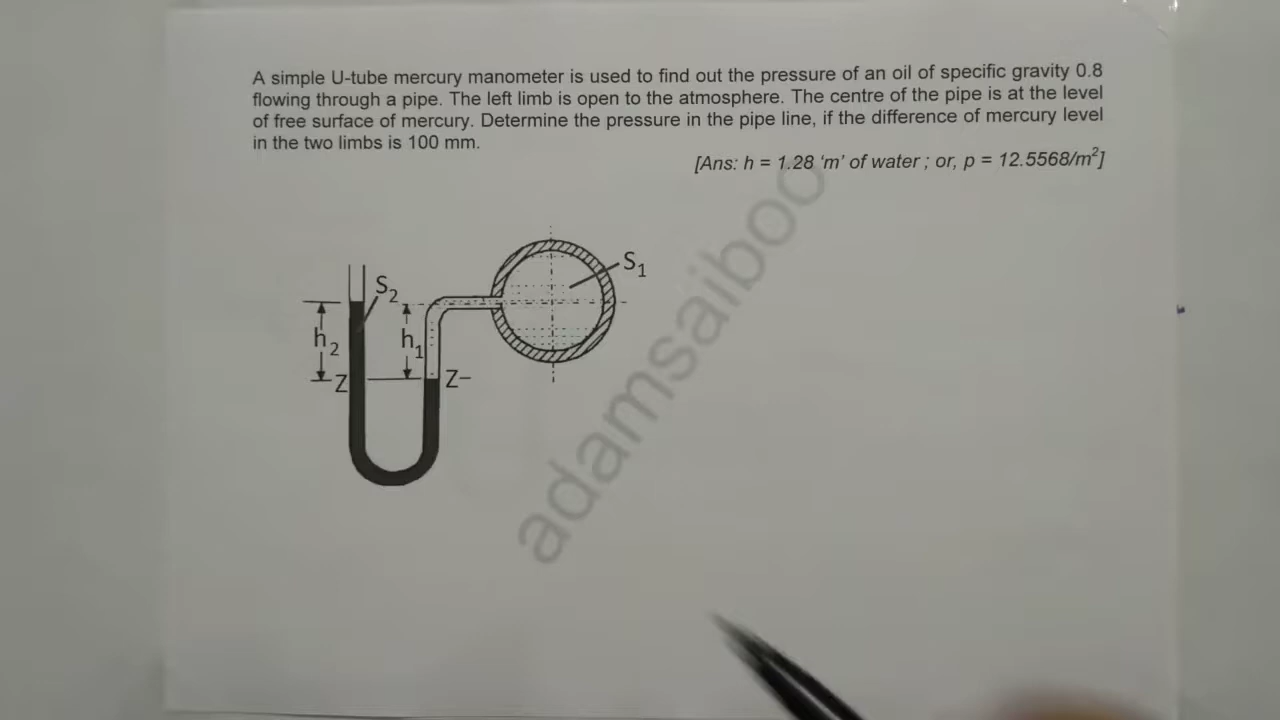 A simple U-tube mercury manometer is used to find out the pressure of an oil of specific gravity 0.8
flowing through a pipe. The left limb is open to the atmosphere. The centre of the pipe is at the level
of free surface of mercury. Determine the pressure in the pipe line, if the difference of mercury level
in the two limbs is 100 mm.
[Ans: h = 1.28 ‘m’ of water ; or, p = 12.5568/m²]
S₁
S₂
h₂
h₁
Z
Z–
adamsaiboo